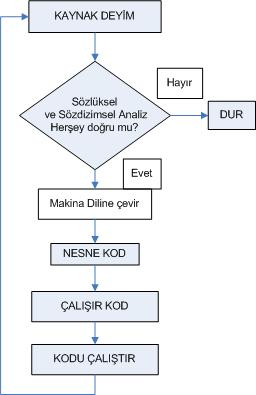 KAYNAK DEYİM
Sözlüksel
ve Sözdizimsel Analiz
Herşey doğru mu?
Hayır
DUR
Evet
Makina Diline çevir
NESNE KOD
ÇALIŞIR KOD
KODU ÇALIŞTIR